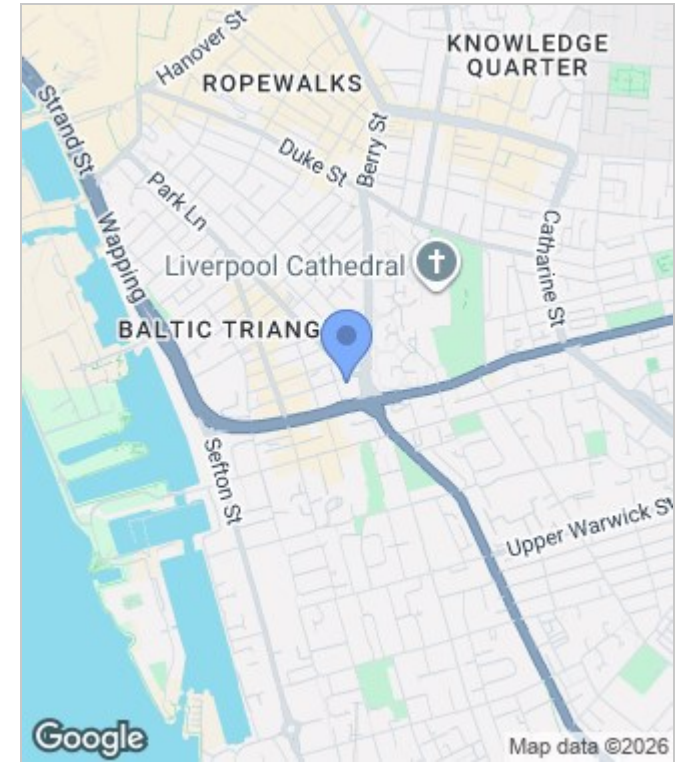 Hanover St
KNOWLEDGE
QUARTER
ROPEWALKS
Strand St
Berry St
Duke St
Park Ln
Wapping
Catharine St
Liverpool Cathedral
BALTIC TRIANG
Sefton St
Upper Warwick St
Google
Map data ©2026